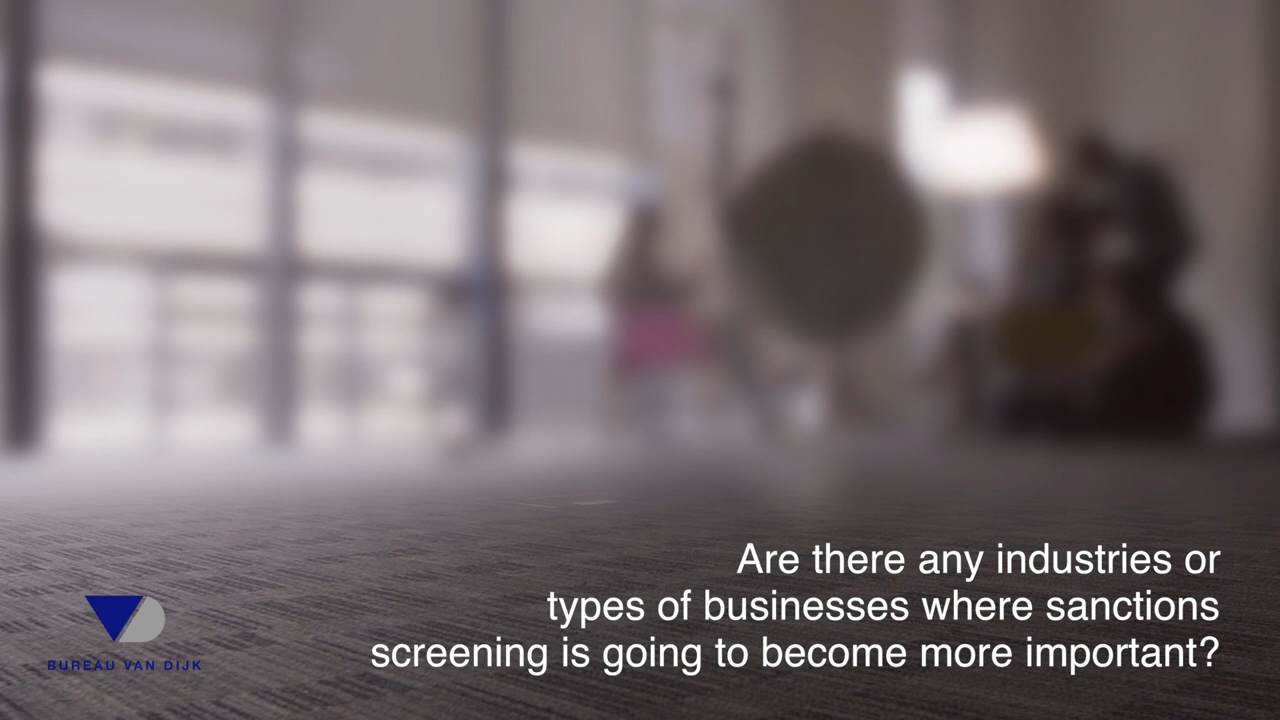 Are there any industries or
types of businesses where sanctions
screening is going to become more important?
BUREAU VAN DIJK